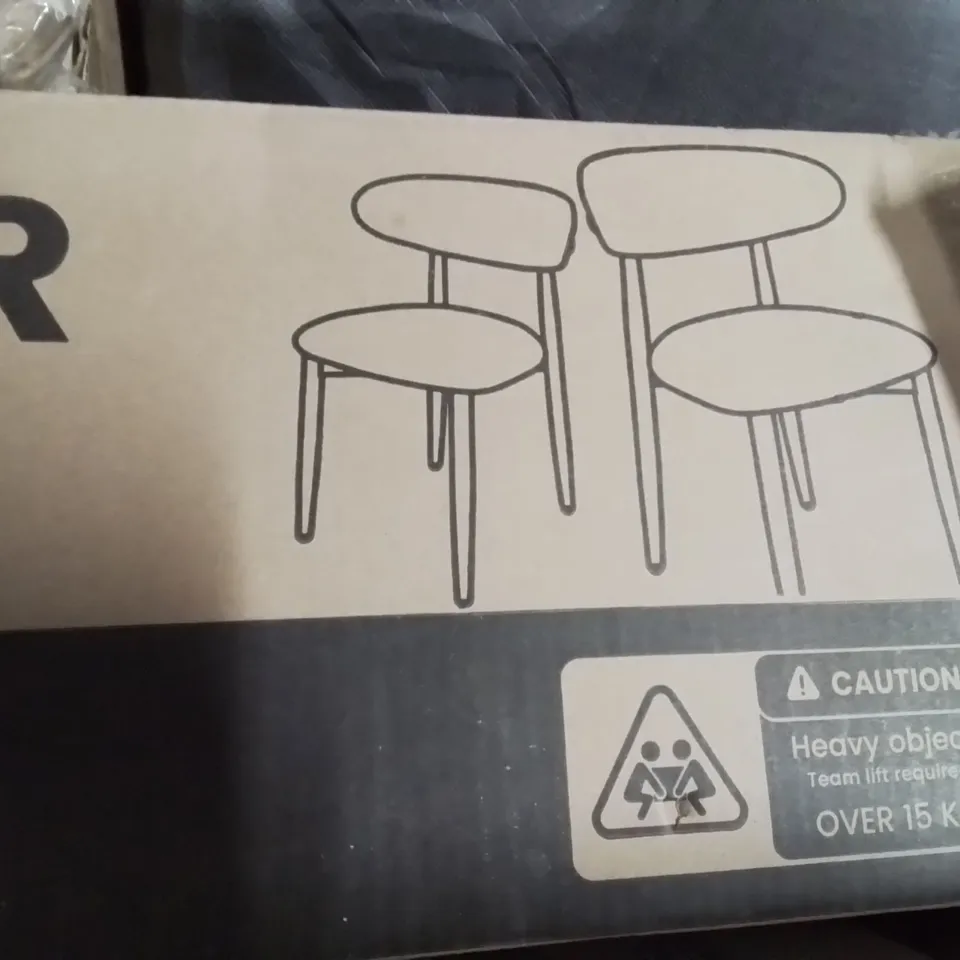 R
CAUTION
Heavy objec
Team lift require
OVER 15 K